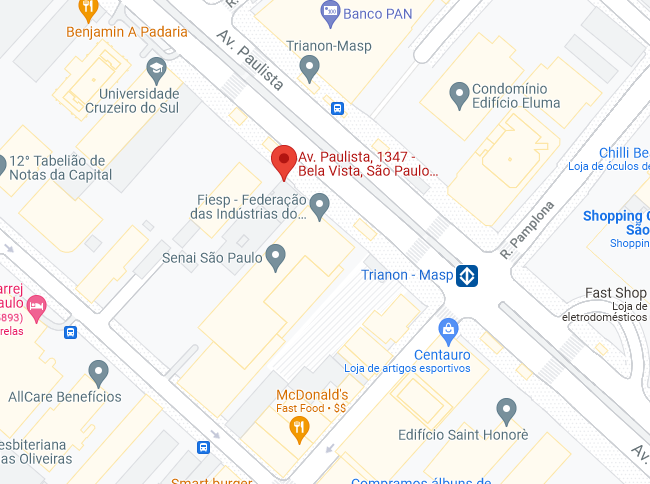 Banco PAN
Benjamin A Padaria
Av. Paulista
Trianon-Masp
Universidade
Cruzeiro do Sul
Condomínio
Edifício Eluma
12° Tabelião de
Notas da Capital
Av. Paulista, 1347 -
Bela Vista, São Paulo...
Chilli Be
Loja de óculos de
Fiesp - Federação
das Indústrias do...
R. Pamplona
Shopping
São
Shoppin
Senai São Paulo
Trianon - Masp
Fast Shop
Loja de
eletrodomésticos
arrej
aulo
893)
relas
Centauro
Loja de artigos esportivos
AllCare Benefícios
McDonald's
Fast Food • $$
Edifício Saint Honorè
esbiteriana
as Oliveiras
Av.
Smart burger
Compramos álbuns de